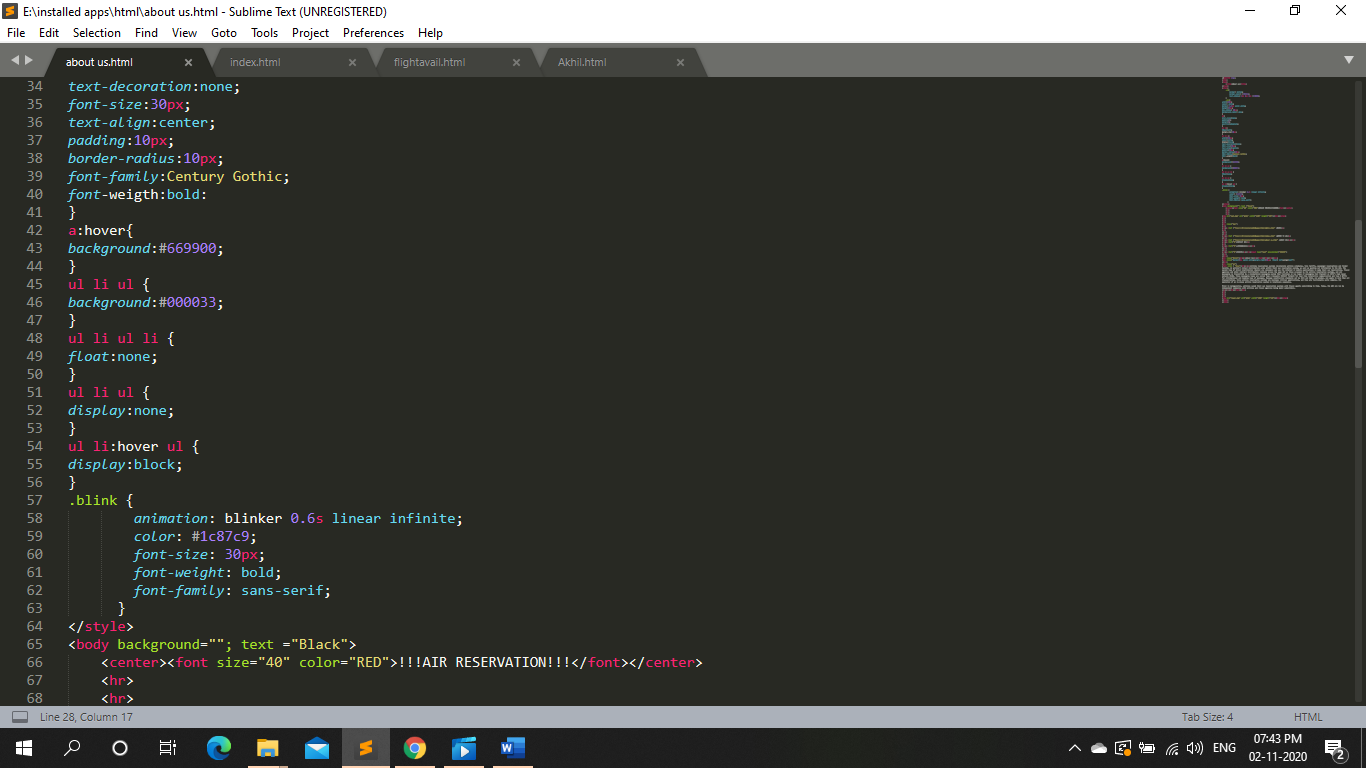 E:\installed apps\html\about us.html - Sublime Text (UNREGISTERED)
File Edit Selection Find View Goto Tools Project Preferences Help
about us.html index.html flightavail.html Akhil.html
34 text-decoration:none;
35 font-size:30px;
36 text-align:center;
37 padding:10px;
38 border-radius:10px;
39 font-family:Century Gothic;
40 font-weigth:bold:
41 }
42 a:hover{
43 background:#669900;
44 }
45 ul li ul {
46 background:#000033;
47 }
48 ul li ul li {
49 float:none;
50 }
51 ul li ul {
52 display:none;
53 }
54 ul li:hover ul {
55 display:block;
56 }
57 .blink {
58 animation: blinker 0.6s linear infinite;
59 color: #1c87c9;
60 font-size: 30px;
61 font-weight: bold;
62 font-family: sans-serif;
63 }
64 </style>
65 <body background=""; text ="Black">
66 <center><font size="40" color="RED">!!!AIR RESERVATION!!!</font></center>
67 <hr>
68 <hr>
Line 28, Column 17 Tab Size: 4 HTML
ENG 07:43 PM
02-11-2020
2